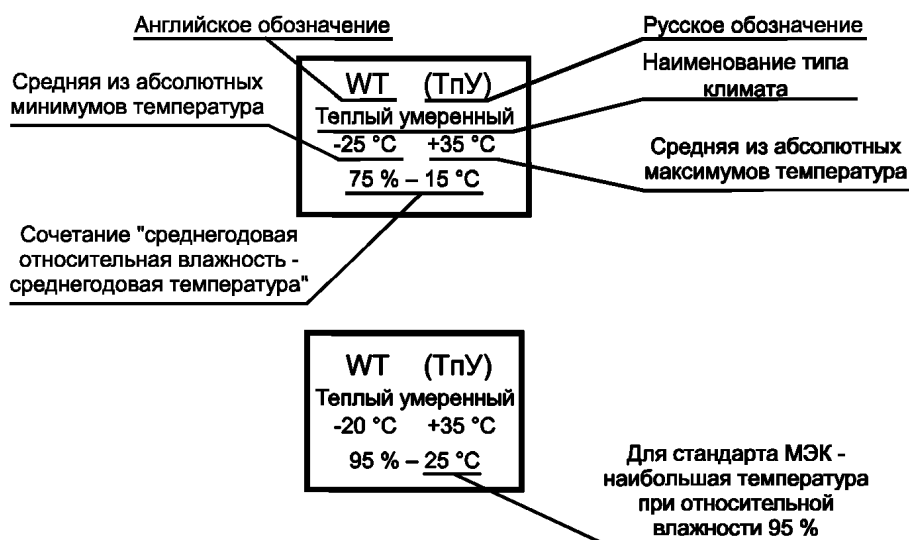 Английское обозначение
Русское обозначение
Средняя из абсолютных
минимумов температура
WT (ТпУ)
Теплый умеренный
-25 °C +35 °C
75 % – 15 °C
Наименование типа
климата
Средняя из абсолютных
максимумов температура
Сочетание "среднегодовая
относительная влажность -
среднегодовая температура"
WT (ТпУ)
Теплый умеренный
-20 °C +35 °C
95 % – 25 °C
Для стандарта МЭК -
наибольшая температура
при относительной
влажности 95 %